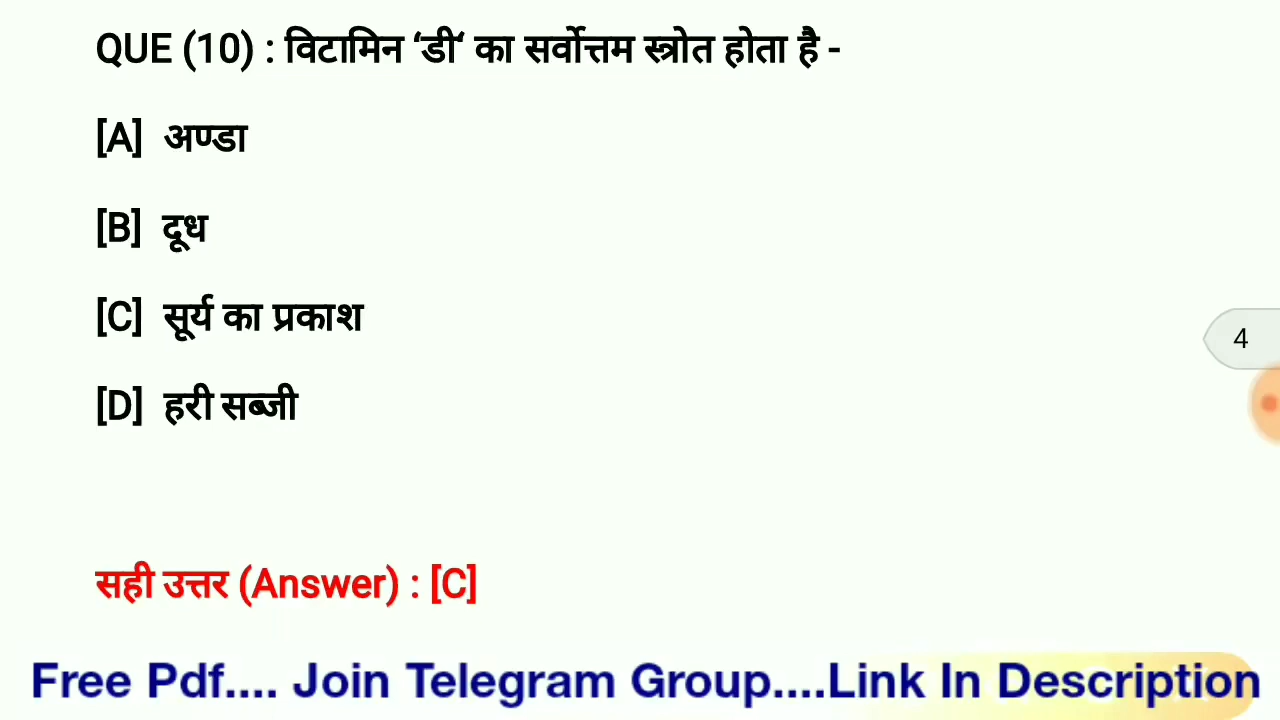 QUE (10) : विटामिन ‘डी‘ का सर्वोत्तम स्त्रोत होता है -
[A] अण्डा
[B] दूध
[C] सूर्य का प्रकाश
4
[D] हरी सब्जी
सही उत्तर (Answer) : [C]
Free Pdf.... Join Telegram Group....Link In Description